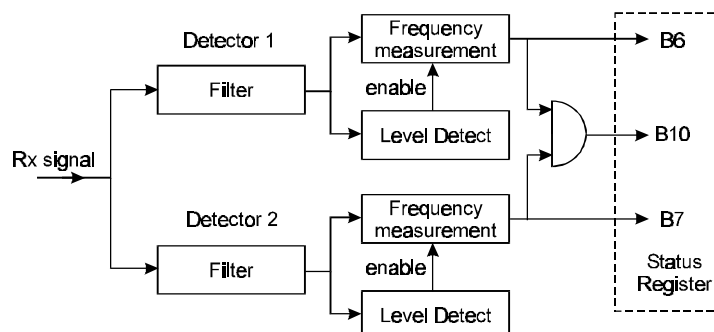 Detector 1
Frequency
measurement
B6
Filter
enable
Level Detect
B10
Rx signal
Detector 2
Frequency
measurement
B7
Filter
enable
Level Detect
Status
Register